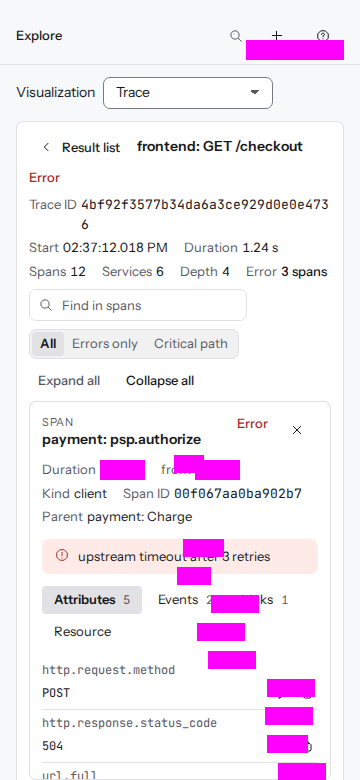 Explore
Visualization Trace
Result list frontend: GET /checkout
Error
Trace ID 4bf92f3577b34da6a3ce929d0e0e473
6
Start 02:37:12.018 PM Duration 1.24 s
Spans 12 Services 6 Depth 4 Error 3 spans
Find in spans
All Errors only Critical path
Expand all Collapse all
SPAN
Error
payment: psp.authorize
Duration
Kind client Span ID 00f067aa0ba902b7
Parent payment: Charge
upstream timeout after 3 retries
Attributes 5 Events 1
Resource
http.request.method
POST
http.response.status_code
504
url.full